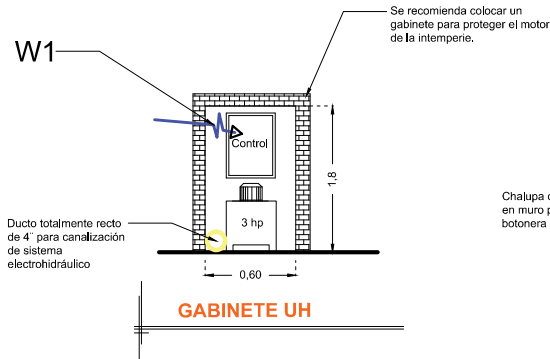 Se recomienda colocar un
gabinete para proteger el motor
de la intemperie.
W1
Control
1,8
3 hp
Chalupa
en muro
botonera
Ducto totalmente recto
de 4" para canalización
de sistema
electrohidráulico
0,60
GABINETE UH